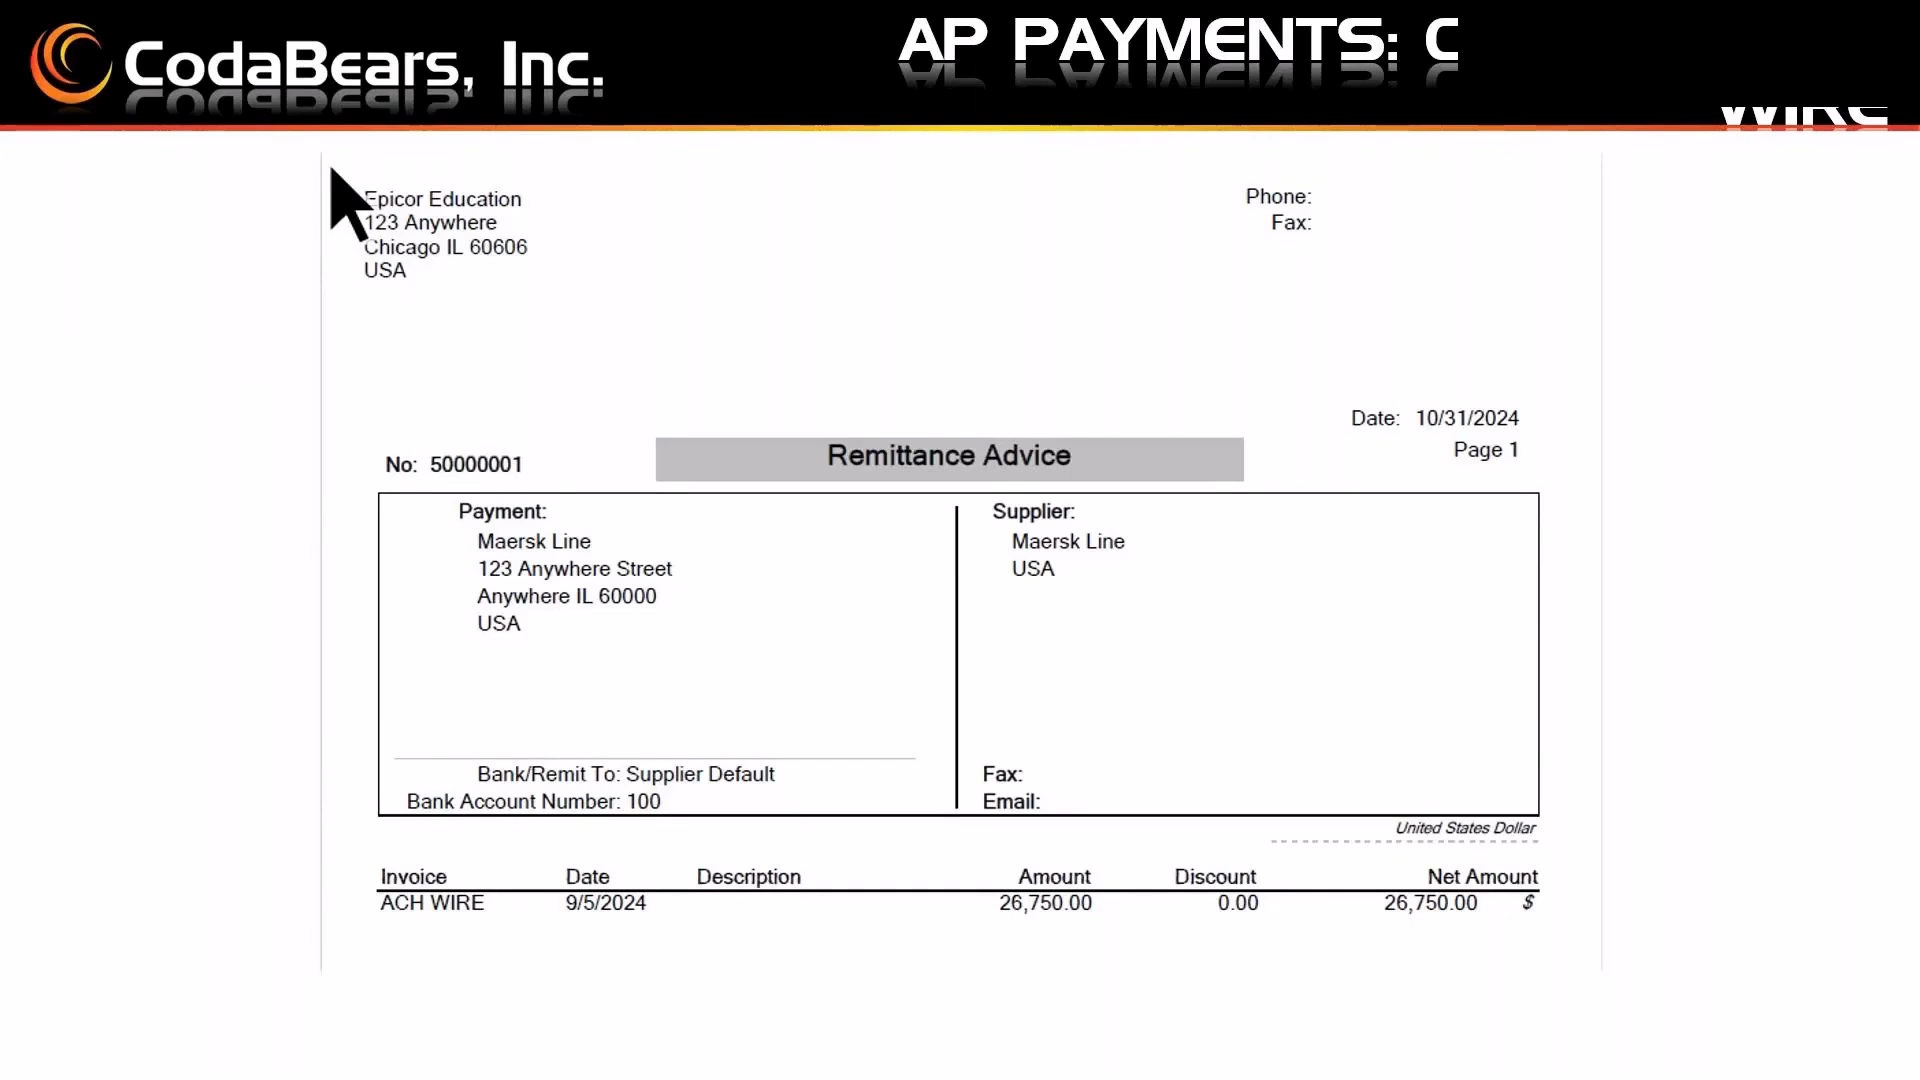 CodaBears, Inc.
AP PAYMENTS: C
WIRE
Epicor Education
123 Anywhere
Chicago IL 60606
USA
Phone:
Fax:
Date: 10/31/2024
Page 1
No: 50000001
Remittance Advice
Payment:
Maersk Line
123 Anywhere Street
Anywhere IL 60000
USA
Bank/Remit To: Supplier Default
Bank Account Number: 100
Supplier:
Maersk Line
USA
Fax:
Email:
United States Dollar
Invoice Date Description Amount Discount Net Amount
ACH WIRE 9/5/2024 26,750.00 0.00 26,750.00 $